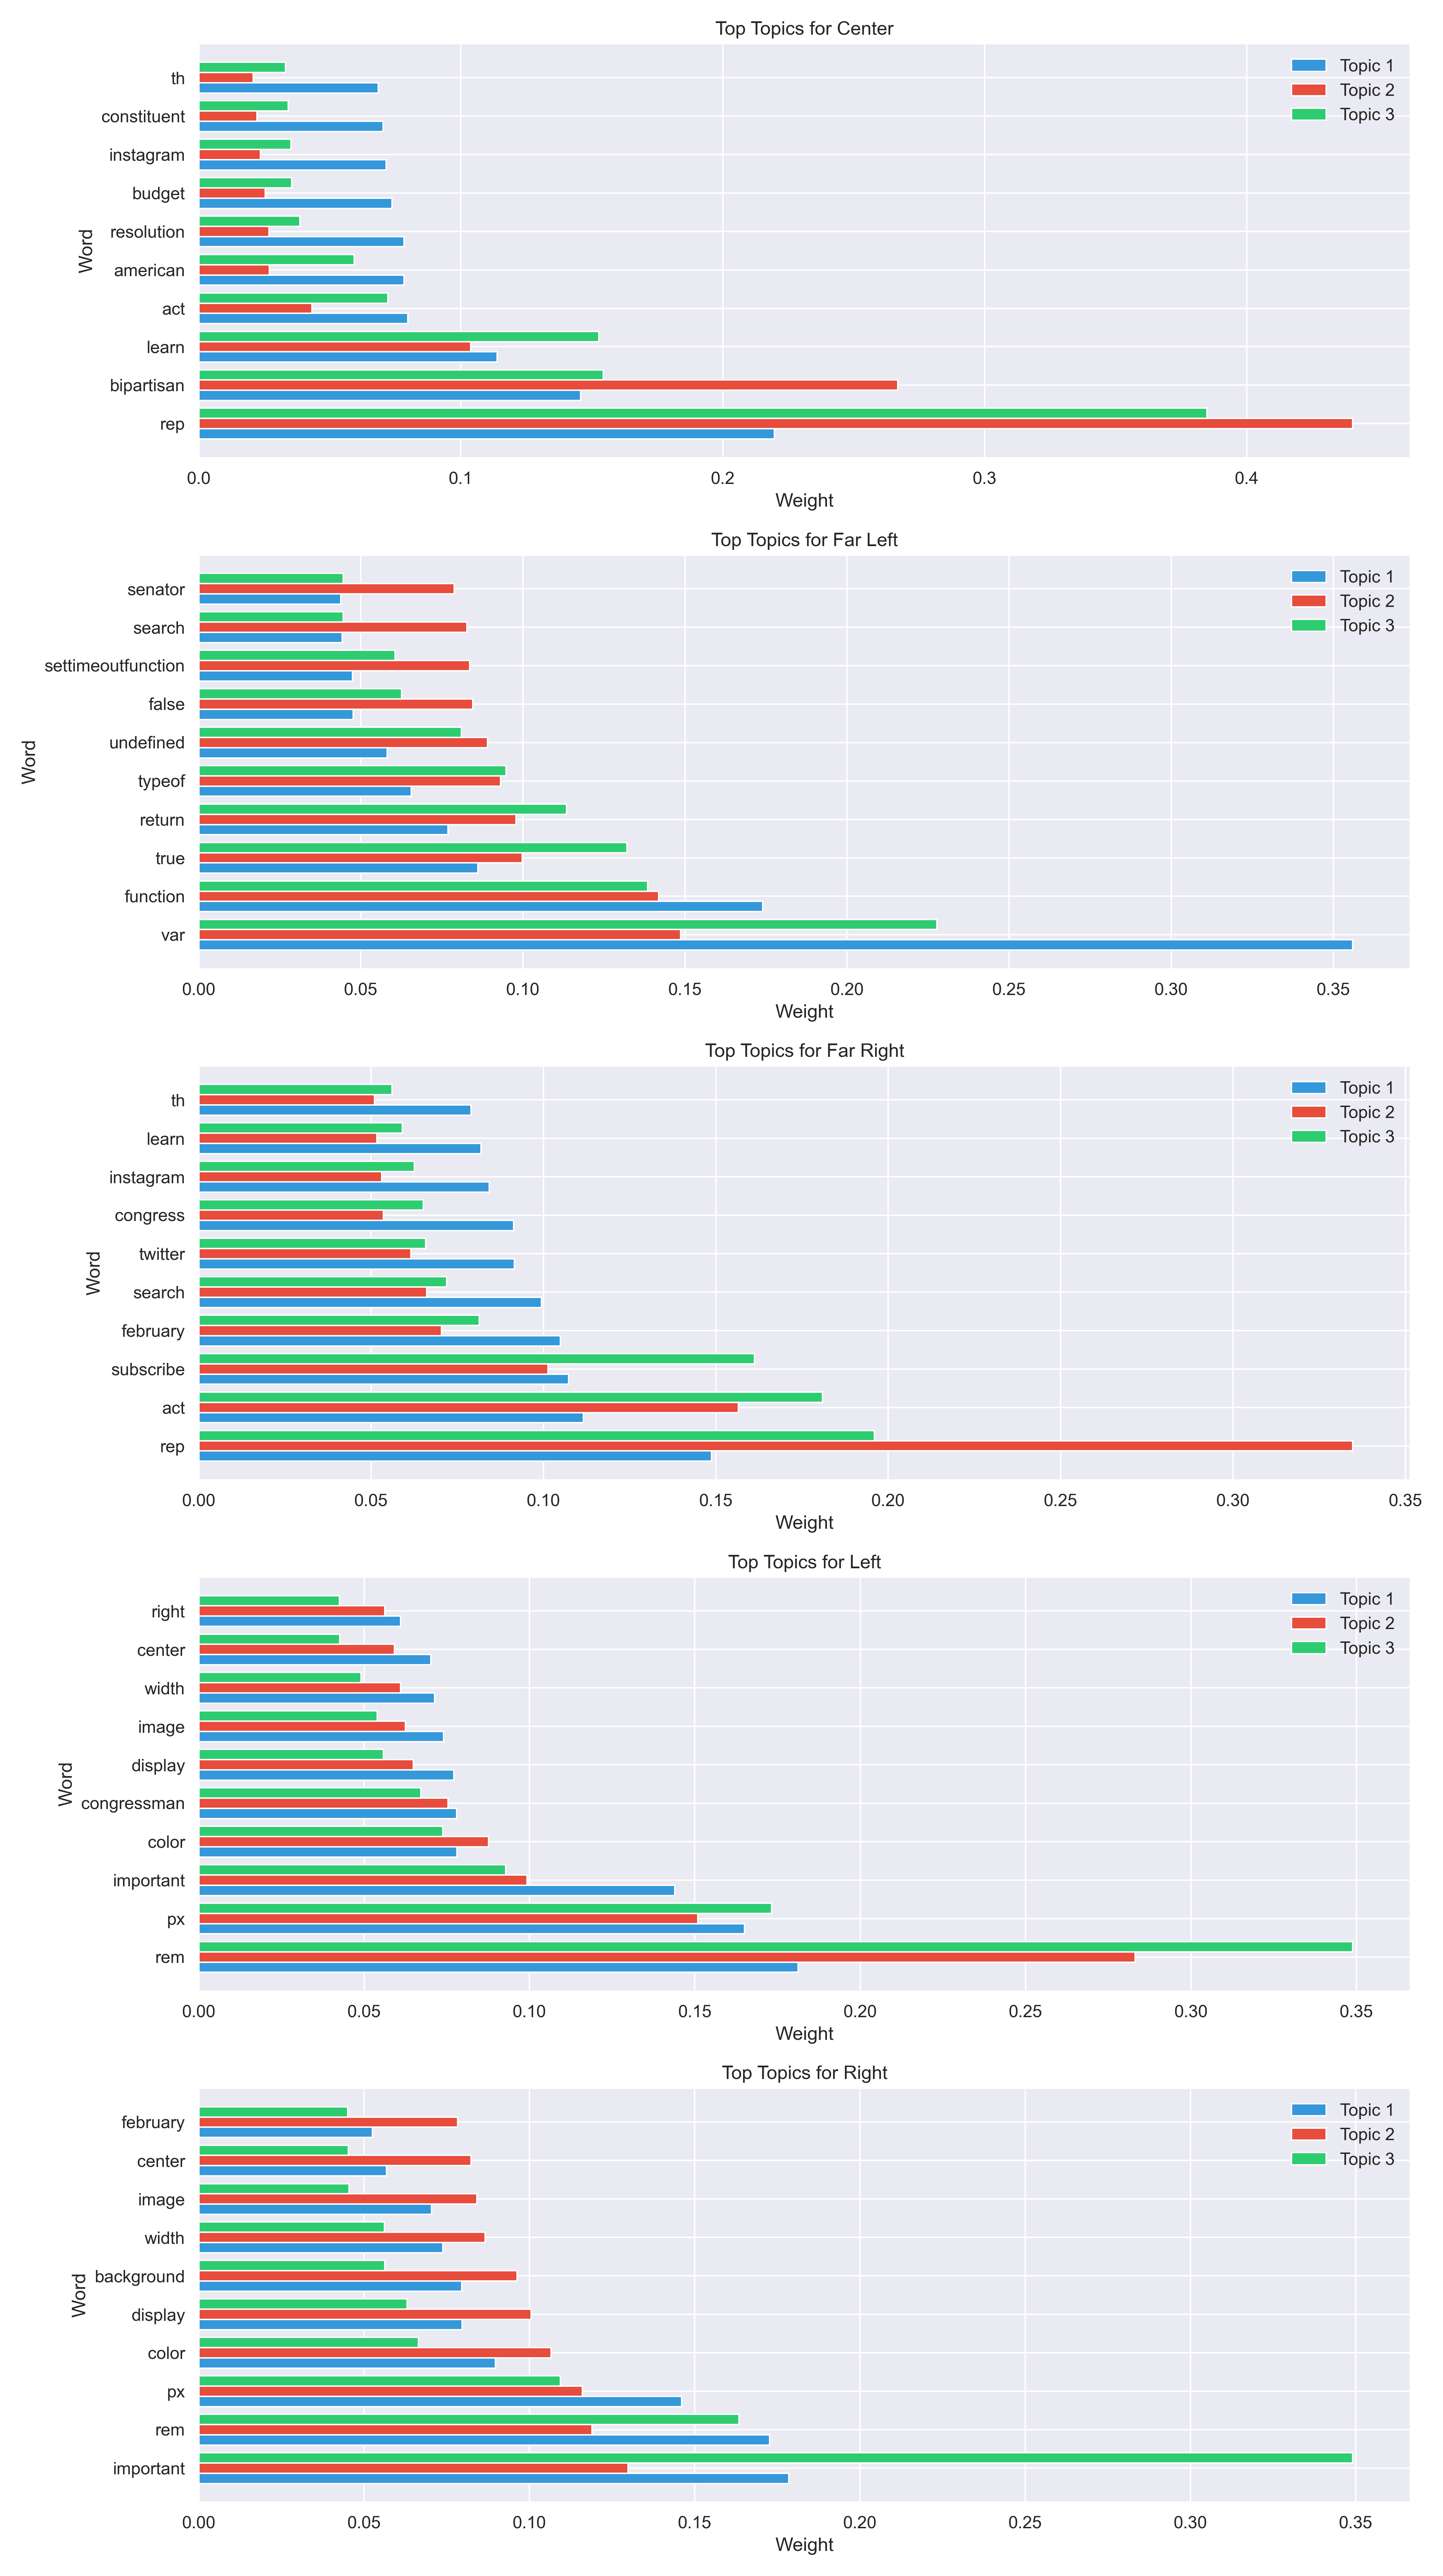 Top Topics for Center
Topic 1
Topic 2
Topic 3
th
constituent
instagram
budget
resolution
american
act
learn
bipartisan
rep
Word
0.0 0.1 0.2 0.3 0.4
Weight
Top Topics for Far Left
Topic 1
Topic 2
Topic 3
senator
search
settimeoutfunction
false
undefined
typeof
return
true
function
var
Word
0.00 0.05 0.10 0.15 0.20 0.25 0.30 0.35
Weight
Top Topics for Far Right
Topic 1
Topic 2
Topic 3
th
learn
instagram
congress
twitter
search
february
subscribe
act
rep
Word
0.00 0.05 0.10 0.15 0.20 0.25 0.30 0.35
Weight
Top Topics for Left
Topic 1
Topic 2
Topic 3
right
center
width
image
display
congressman
color
important
px
rem
Word
0.00 0.05 0.10 0.15 0.20 0.25 0.30 0.35
Weight
Top Topics for Right
Topic 1
Topic 2
Topic 3
february
center
image
width
background
display
color
px
rem
important
Word
0.00 0.05 0.10 0.15 0.20 0.25 0.30 0.35
Weight